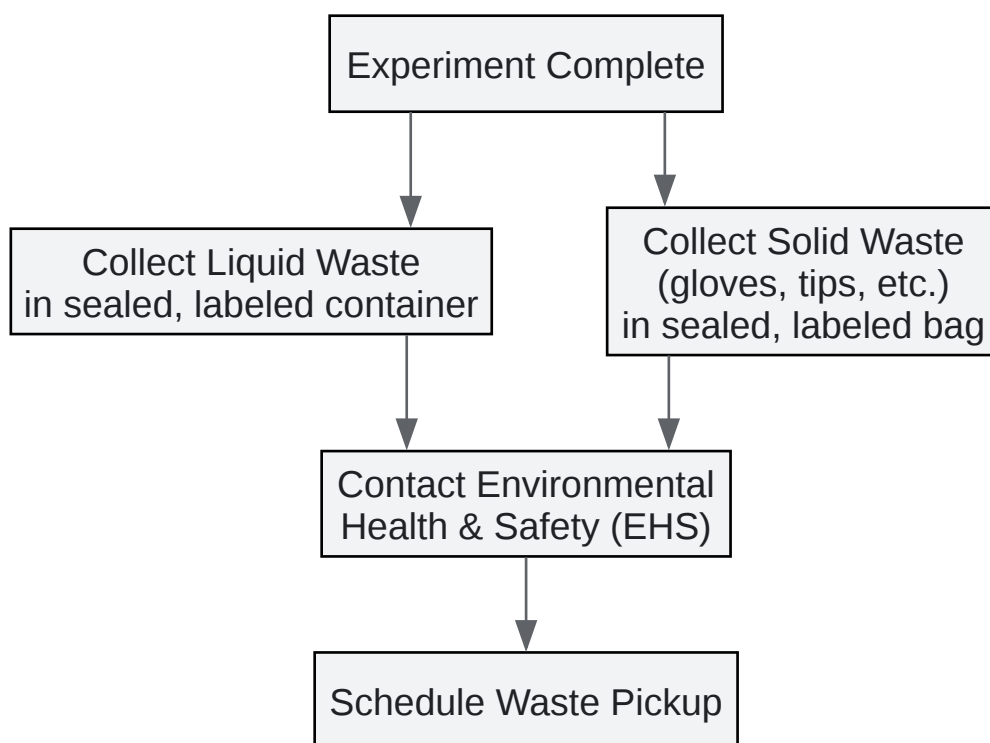 Experiment Complete
Collect Liquid Waste
in sealed, labeled container
Collect Solid Waste
(gloves, tips, etc.)
in sealed, labeled bag
Contact Environmental
Health & Safety (EHS)
Schedule Waste Pickup